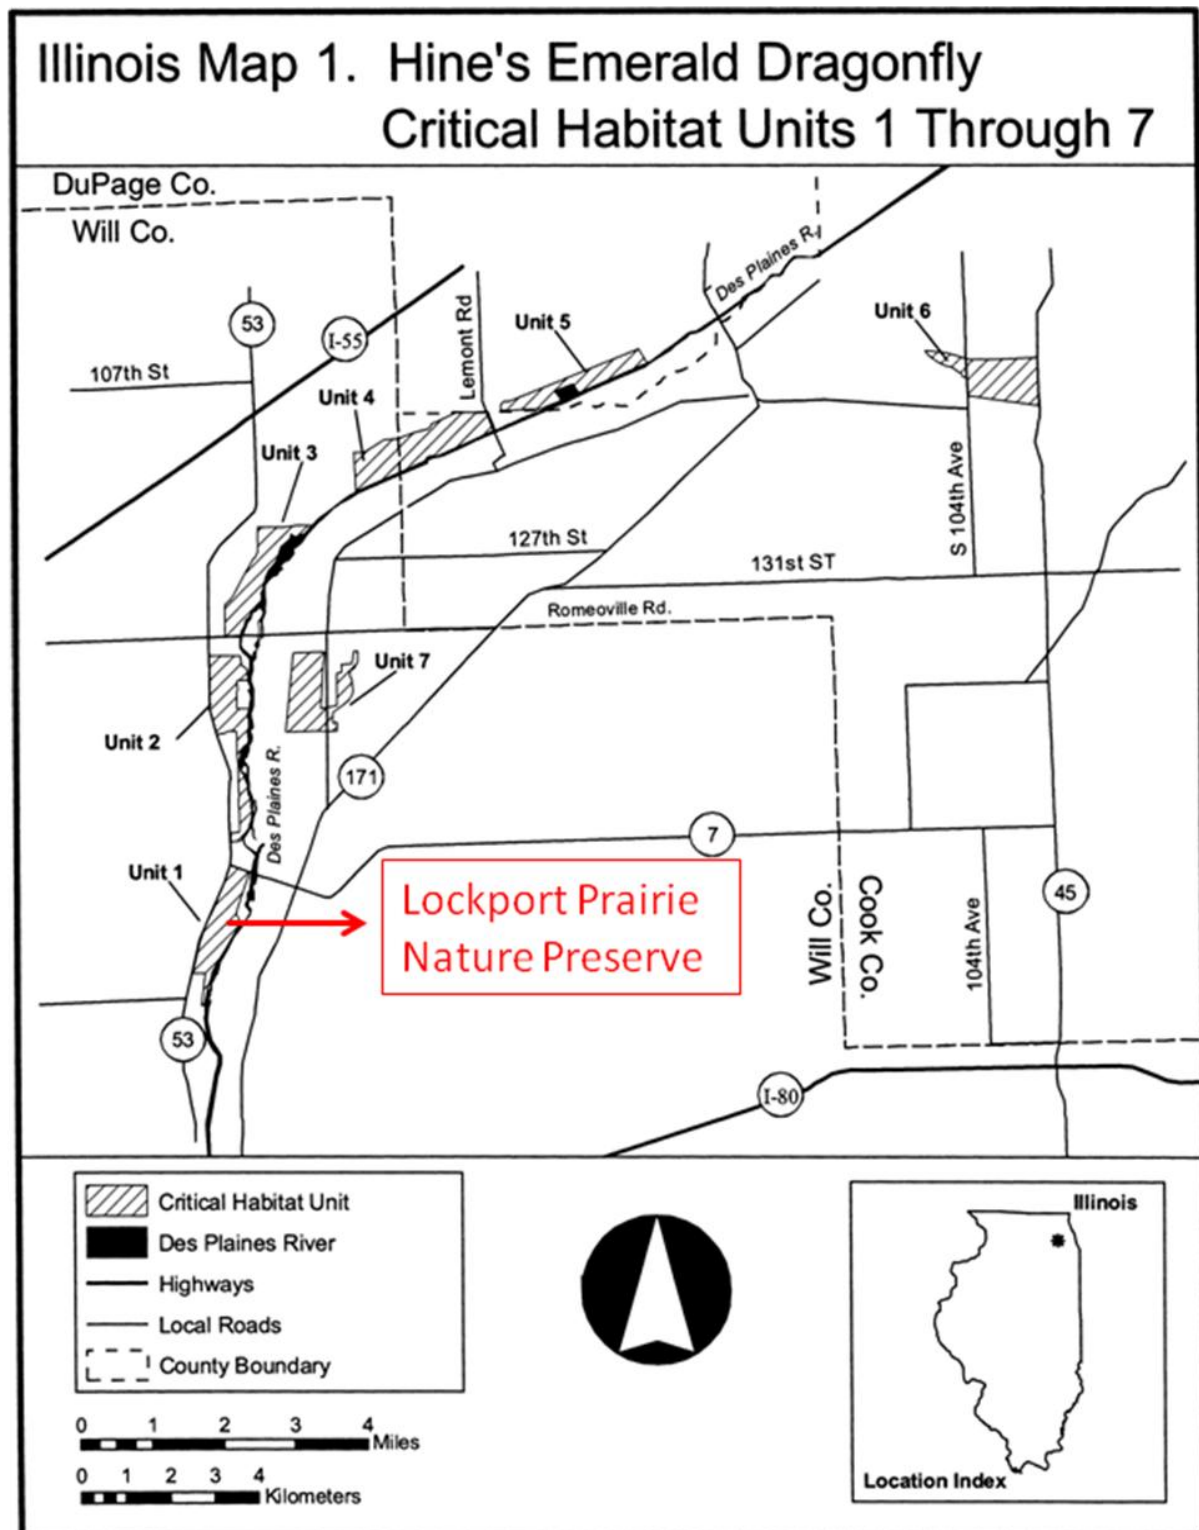 Illinois Map 1. Hine's Emerald Dragonfly
Critical Habitat Units 1 Through 7
DuPage Co.
Will Co.
Des Plaines R.
53
I-55
Lemont Rd
Unit 5
Unit 6
107th St
Unit 4
Unit 3
S 104th Ave
127th St
131st ST
Romeoville Rd.
Unit 7
Unit 2
Des Plaines R.
171
7
Unit 1
Lockport Prairie
Nature Preserve
Will Co.
Cook Co.
45
104th Ave
53
I-80
Critical Habitat Unit
Des Plaines River
Highways
Local Roads
County Boundary
0 1 2 3 4
Miles
0 1 2 3 4
Kilometers
Illinois
Location Index